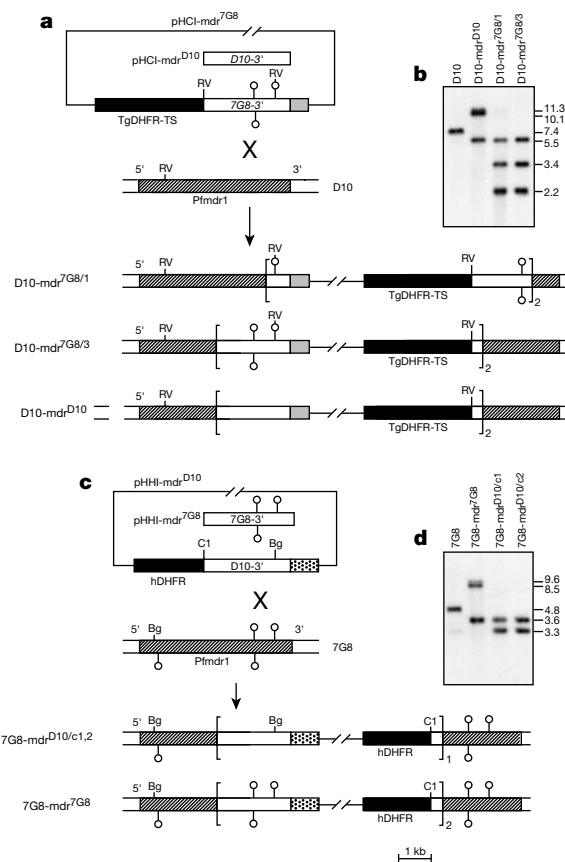 a
pHCI-mdr7G8
pHCI-mdrD10
D10-3'
RV
RV
7G8-3'
TgDHFR-TS
X
5'
RV
3'
Pfmdr1
D10
b
D10
D10-mdrD10
D10-mdr7G8/1
D10-mdr7G8/3
11.3
10.1
7.4
5.5
3.4
2.2
D10-mdr7G8/1
5'
RV
RV
RV
TgDHFR-TS
2
D10-mdr7G8/3
5'
RV
RV
RV
TgDHFR-TS
2
D10-mdrD10
5'
RV
RV
TgDHFR-TS
2
c
pHHI-mdrD10
pHHI-mdr7G8
7G8-3'
C1
Bg
D10-3'
hDHFR
X
5'
Bg
3'
Pfmdr1
7G8
d
7G8
7G8-mdr7G8
7G8-mdrD10/c1
7G8-mdrD10/c2
9.6
8.5
4.8
3.6
3.3
7G8-mdrD10/c1,2
5'
Bg
Bg
C1
hDHFR
1
7G8-mdr7G8
5'
Bg
C1
hDHFR
2
1 kb